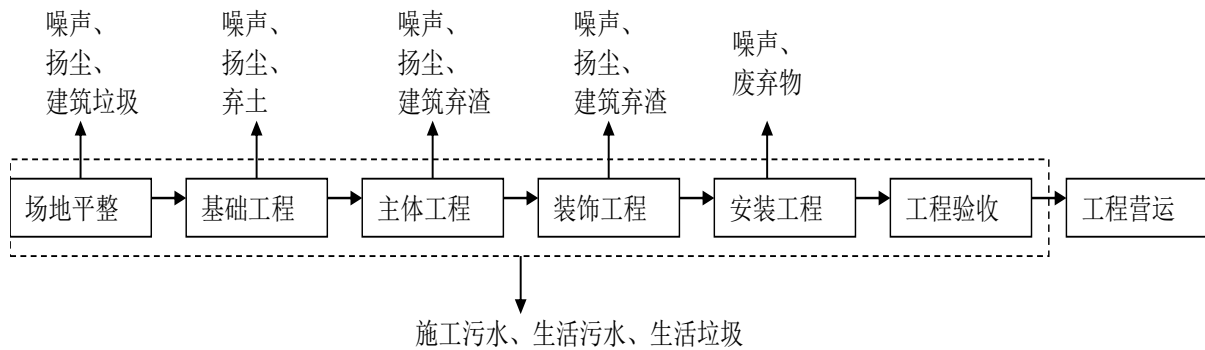 噪声、
扬尘、
建筑垃圾
噪声、
扬尘、
弃土
噪声、
扬尘、
建筑弃渣
噪声、
扬尘、
建筑弃渣
噪声、
废弃物
场地平整
基础工程
主体工程
装饰工程
安装工程
工程验收
工程营运
施工污水、生活污水、生活垃圾